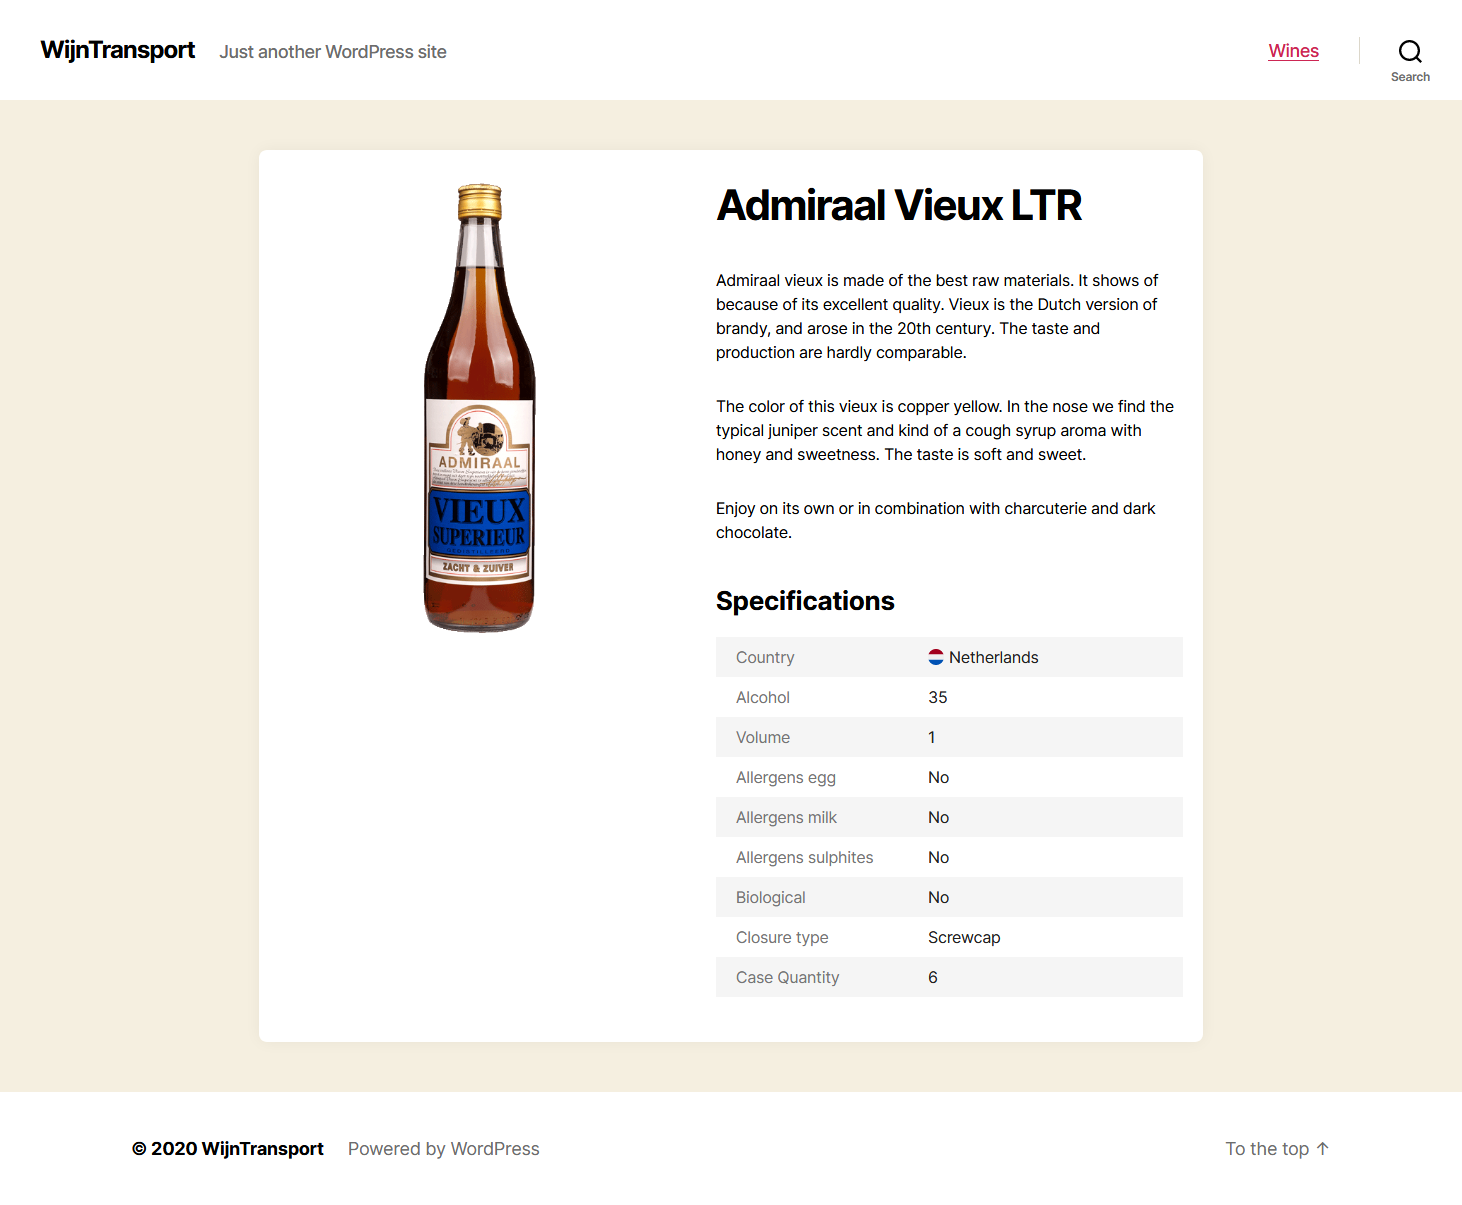 WijnTransport
Just another WordPress site
Wines
Search
Admiraal Vieux LTR
Admiraal vieux is made of the best raw materials. It shows of
because of its excellent quality. Vieux is the Dutch version of
brandy, and arose in the 20th century. The taste and
production are hardly comparable.
The color of this vieux is copper yellow. In the nose we find the
typical juniper scent and kind of a cough syrup aroma with
honey and sweetness. The taste is soft and sweet.
Enjoy on its own or in combination with charcuterie and dark
chocolate.
ADMIRAAL
VIEUX
SUPERIEUR
ZACHT & ZUIVER
Specifications
Country Netherlands
Alcohol 35
Volume 1
Allergens egg No
Allergens milk No
Allergens sulphites No
Biological No
Closure type Screwcap
Case Quantity 6
© 2020 WijnTransport
Powered by WordPress
To the top ↑